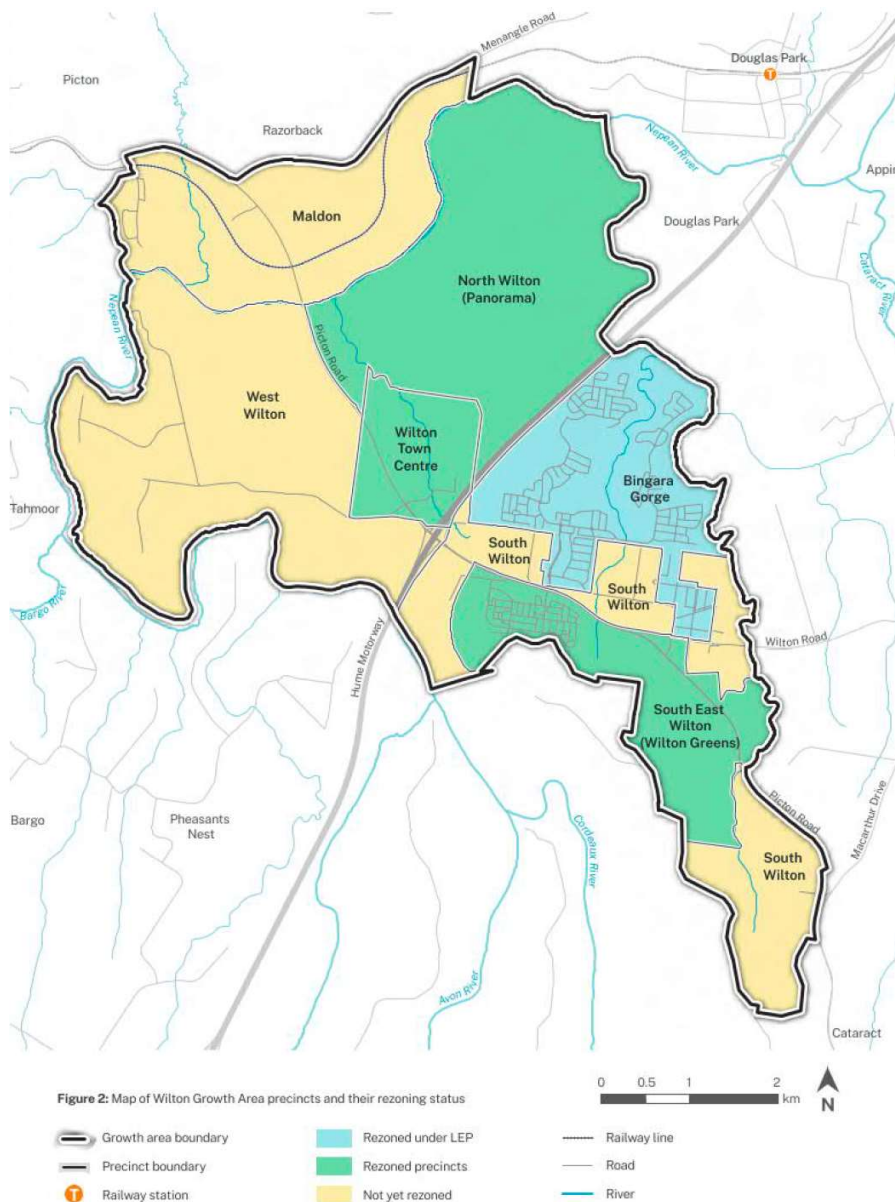 Menangle Road
Douglas Park
T
Picton
Razorback
Nepean River
Appin
Maldon
Douglas Park
Cataract River
North Wilton
(Panorama)
Nepean River
Picton Road
West
Wilton
Wilton
Town
Centre
Bingara
Gorge
Tahmoor
South
Wilton
South
Wilton
Bargo River
Hume Motorway
Wilton Road
South East
Wilton
(Wilton Greens)
Bargo
Pheasants
Nest
Cordeaux River
Picton Road
Macarthur Drive
South
Wilton
Avon River
Cataract
Figure 2: Map of Wilton Growth Area precincts and their rezoning status
0 0.5 1 2
km
N
Growth area boundary
Precinct boundary
T Railway station
Rezoned under LEP
Rezoned precincts
Not yet rezoned
Railway line
Road
River